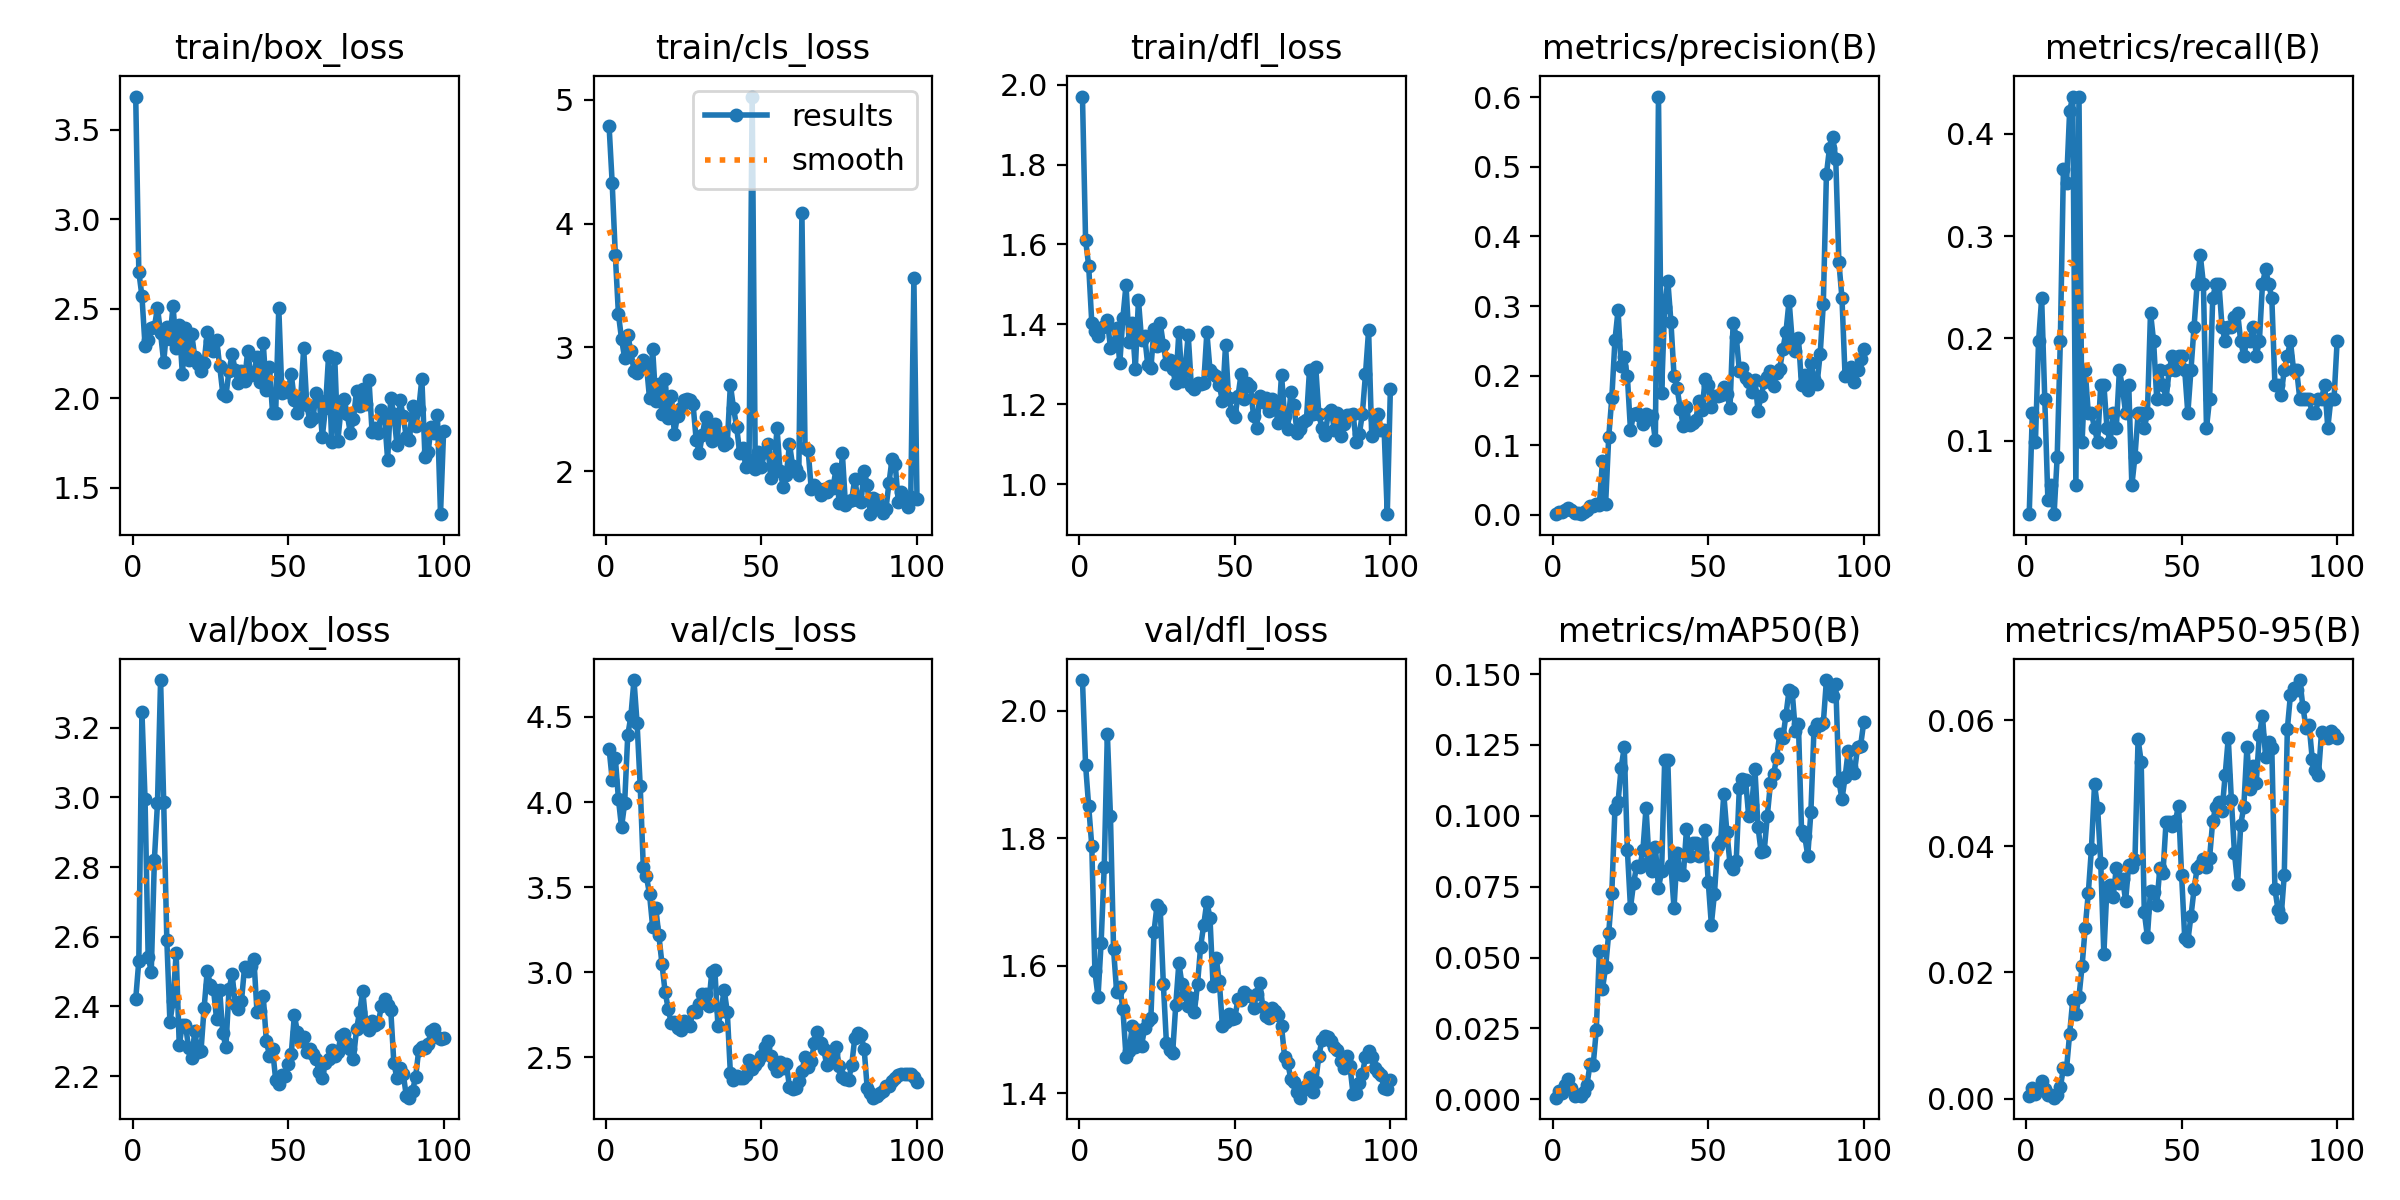 train/box_loss
3.5
3.0
2.5
2.0
1.5
0 50 100
train/cls_loss
results
smooth
5
4
3
2
0 50 100
train/dfl_loss
2.0
1.8
1.6
1.4
1.2
1.0
0 50 100
metrics/precision(B)
0.6
0.5
0.4
0.3
0.2
0.1
0.0
0 50 100
metrics/recall(B)
0.4
0.3
0.2
0.1
0 50 100
val/box_loss
3.2
3.0
2.8
2.6
2.4
2.2
0 50 100
val/cls_loss
4.5
4.0
3.5
3.0
2.5
0 50 100
val/dfl_loss
2.0
1.8
1.6
1.4
0 50 100
metrics/mAP50(B)
0.150
0.125
0.100
0.075
0.050
0.025
0.000
0 50 100
metrics/mAP50-95(B)
0.06
0.04
0.02
0.00
0 50 100